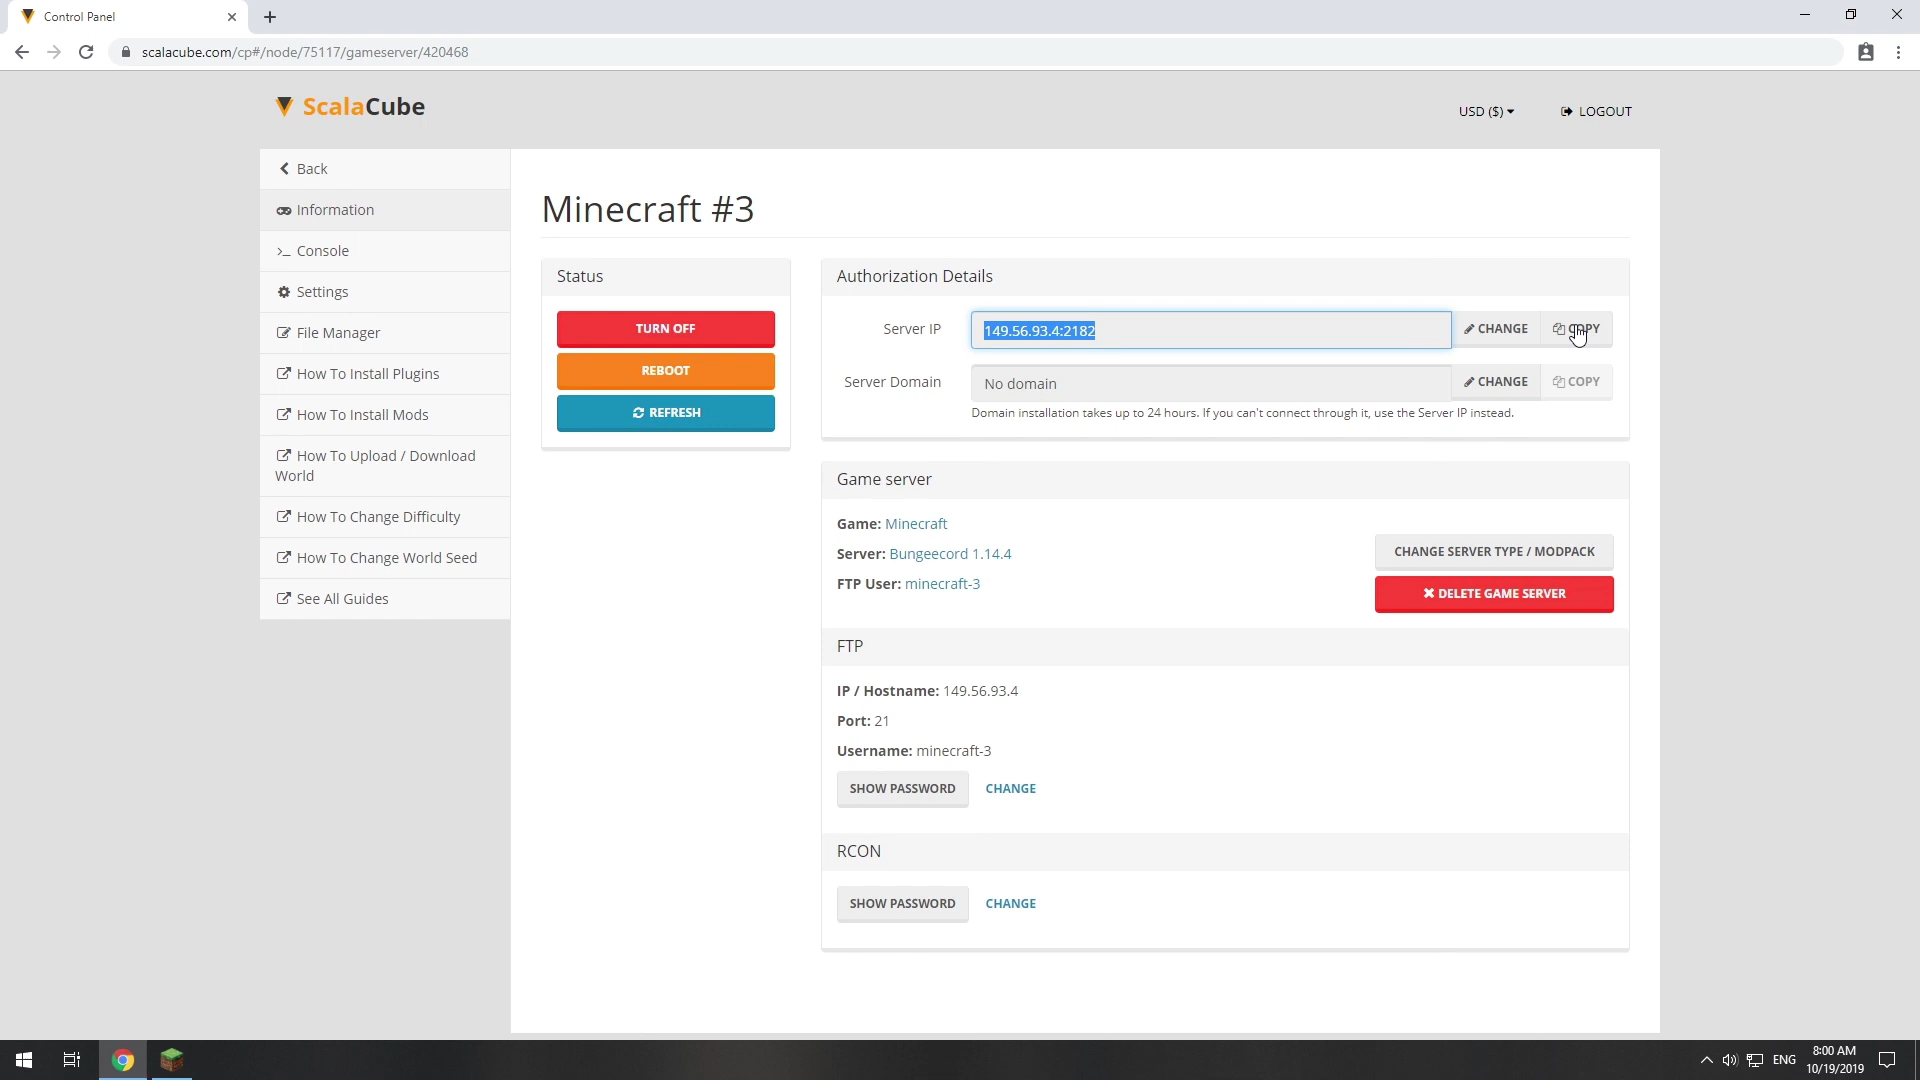 Control Panel
scalacube.com/cp#/node/75117/gameserver/420468
ScalaCube
USD ($)
LOGOUT
Back
Information
Console
Settings
File Manager
How To Install Plugins
How To Install Mods
How To Upload / Download
World
How To Change Difficulty
How To Change World Seed
See All Guides
Minecraft #3
Status
TURN OFF
REBOOT
REFRESH
Authorization Details
Server IP
149.56.93.4:2182
CHANGE
COPY
Server Domain
No domain
CHANGE
COPY
Domain installation takes up to 24 hours. If you can't connect through it, use the Server IP instead.
Game server
Game: Minecraft
Server: Bungeecord 1.14.4
FTP User: minecraft-3
CHANGE SERVER TYPE / MODPACK
DELETE GAME SERVER
FTP
IP / Hostname: 149.56.93.4
Port: 21
Username: minecraft-3
SHOW PASSWORD
CHANGE
RCON
SHOW PASSWORD
CHANGE
ENG
8:00 AM
10/19/2019